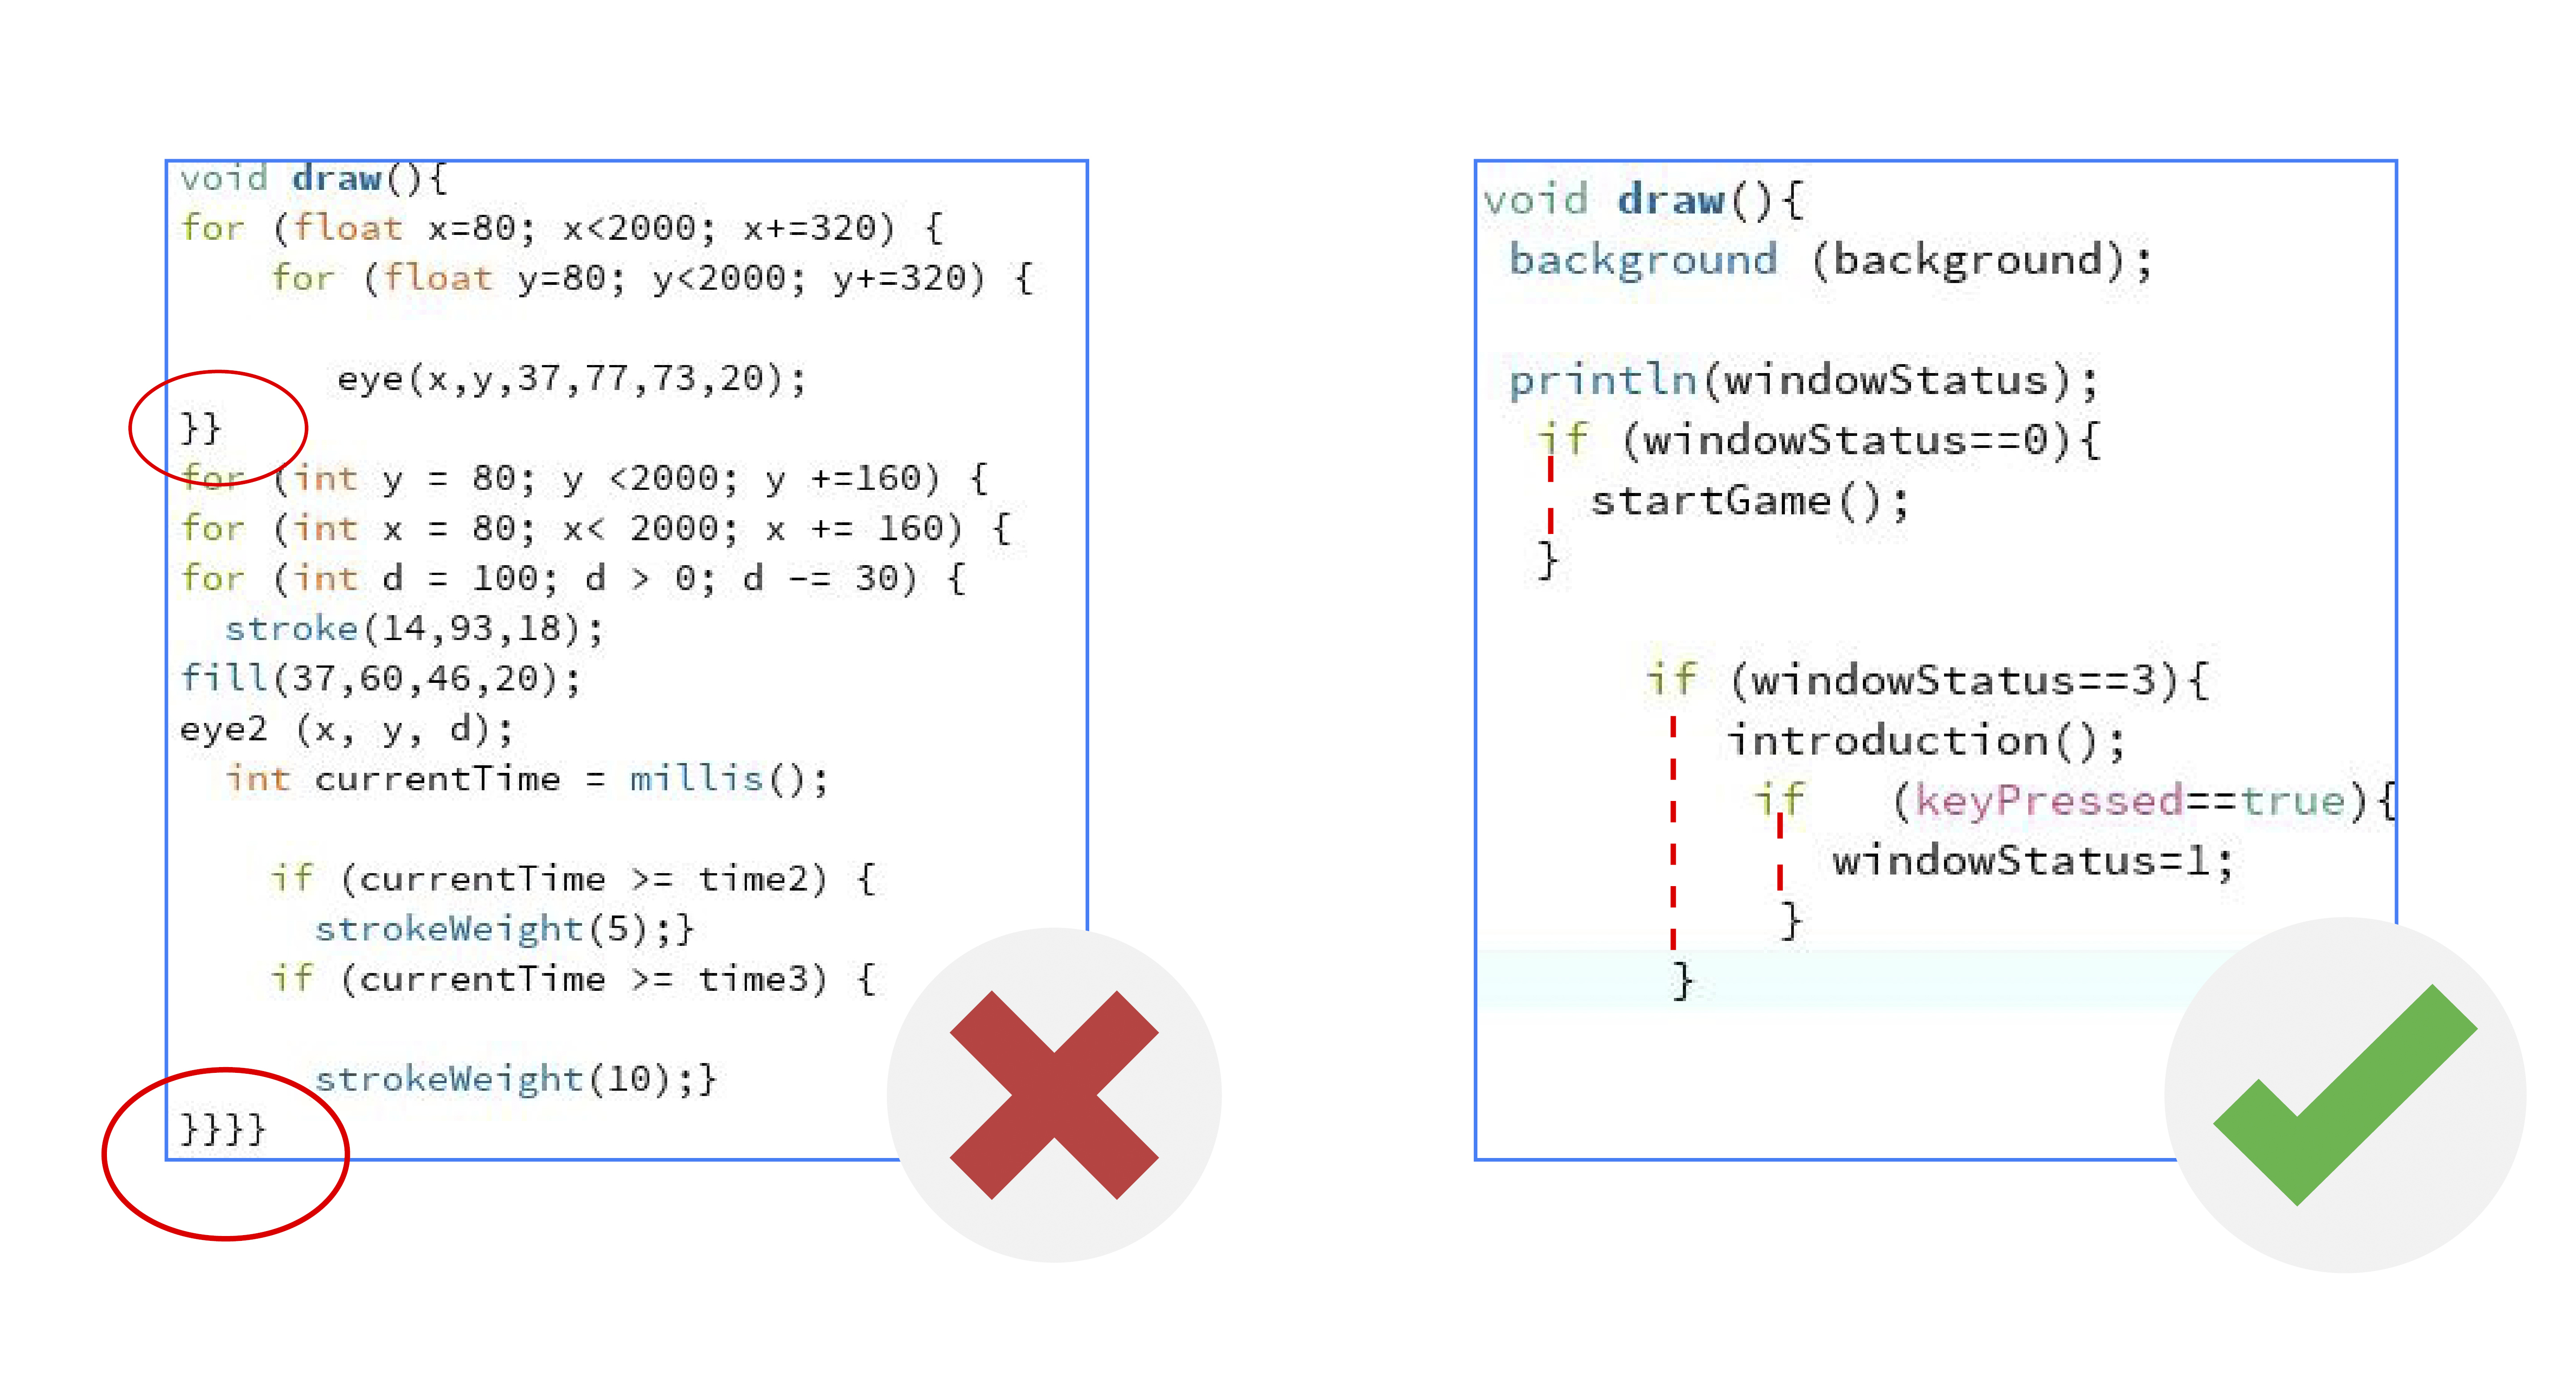 void draw(){
for (float x=80; x<2000; x+=320) {
    for (float y=80; y<2000; y+=320) {
       eye(x,y,37,77,73,20);
}}
for (int y = 80; y <2000; y +=160) {
for (int x = 80; x< 2000; x += 160) {
for (int d = 100; d > 0; d -= 30) {
  stroke(14,93,18);
fill(37,60,46,20);
eye2 (x, y, d);
  int currentTime = millis();
    if (currentTime >= time2) {
      strokeWeight(5);}
    if (currentTime >= time3) {
      strokeWeight(10);}
}}}}
void draw(){
 background (background);
 println(windowStatus);
  if (windowStatus==0){
    startGame();
  }
      if (windowStatus==3){
         introduction();
          if   (keyPressed==true){
             windowStatus=1;
           }
       }